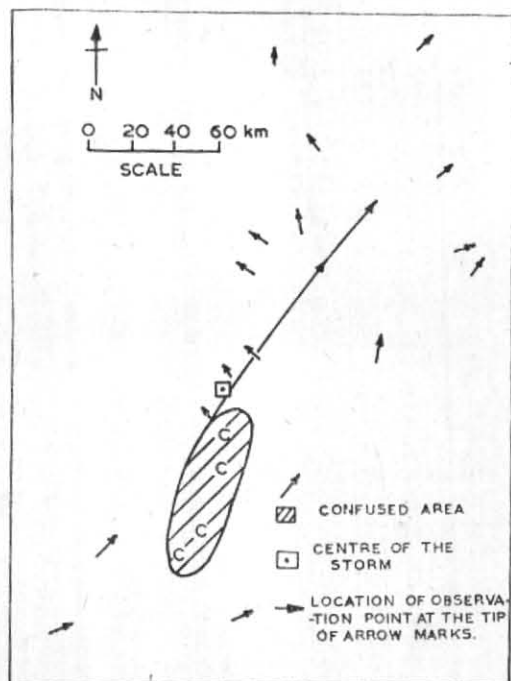 N
0 20 40 60 km
SCALE
C
C
C-C
CONFUSED AREA
CENTRE OF THE
STORM
LOCATION OF OBSERVA-
-TION POINT AT THE TIP
OF ARROW MARKS.